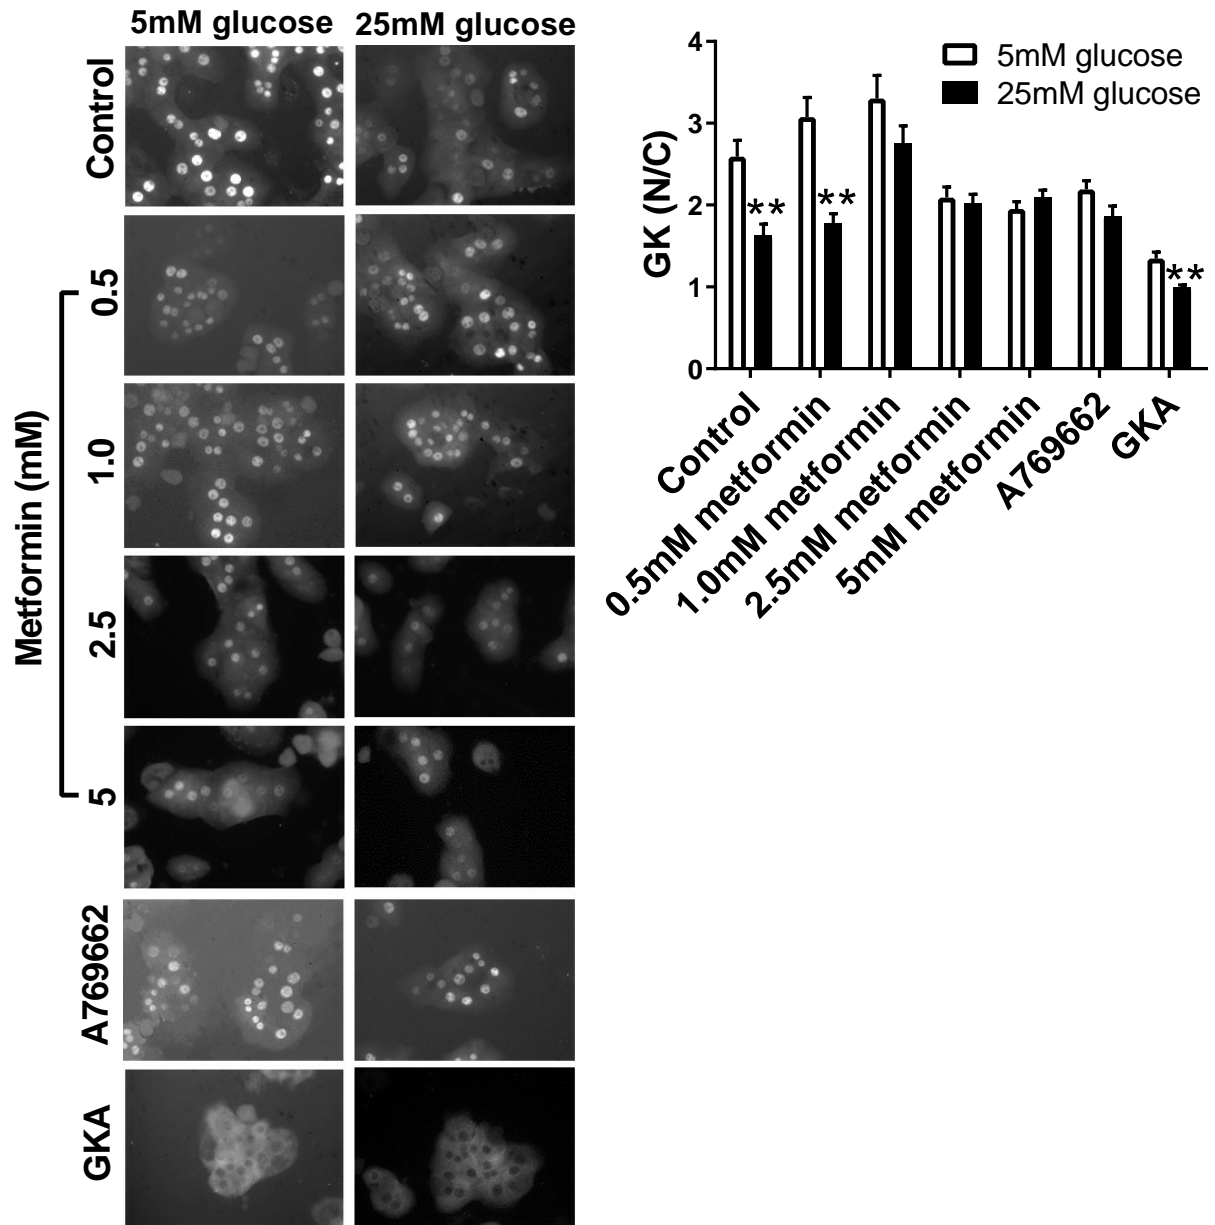 5mM glucose 25mM glucose
Control
Metformin (mM)
0.5
1.0
2.5
5
A769662
GKA
GK (N/C)
4
3
2
1
0
5mM glucose
25mM glucose
**
**
**
Control
0.5mM metformin
1.0mM metformin
2.5mM metformin
5mM metformin
A769662
GKA